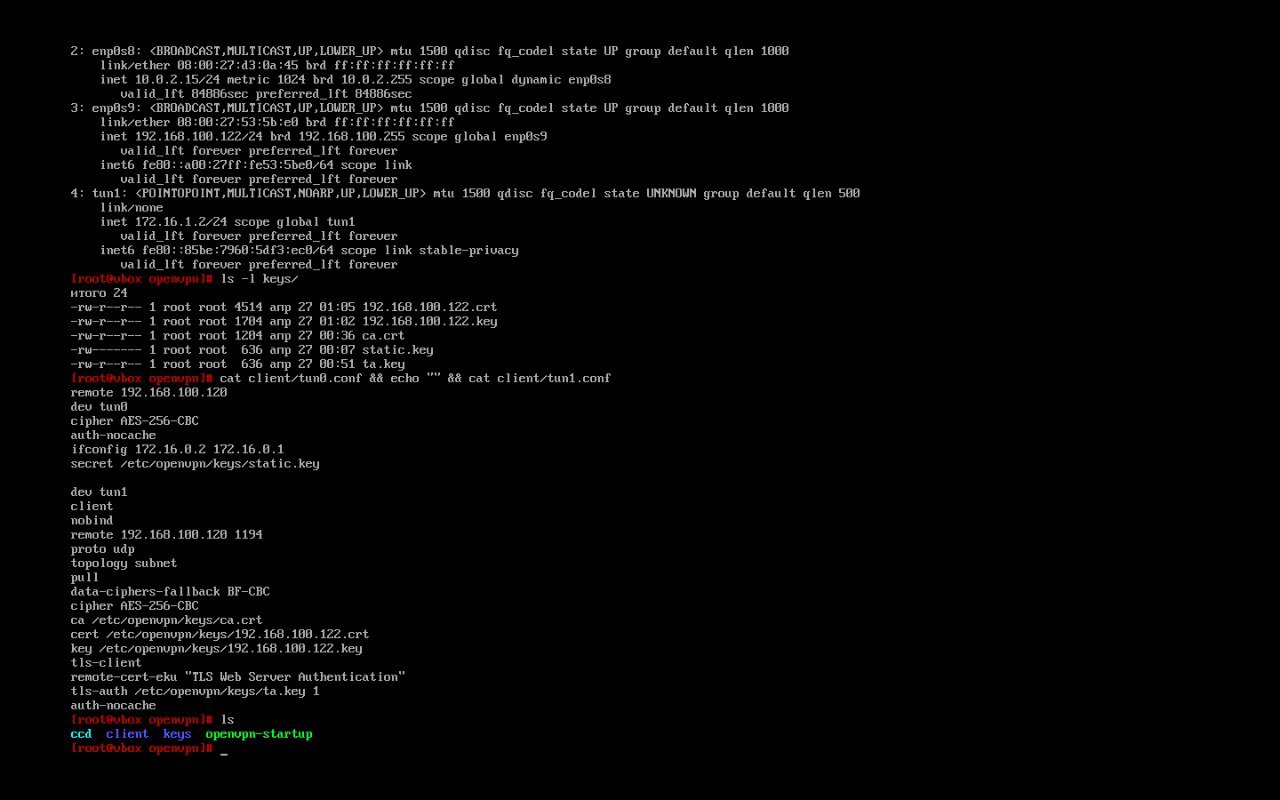 2: enp0s8: <BROADCAST,MULTICAST,UP,LOWER_UP> mtu 1500 qdisc fq_codel state UP group default qlen 1000
    link/ether 08:00:27:d3:0a:45 brd ff:ff:ff:ff:ff:ff
    inet 10.0.2.15/24 metric 1024 brd 10.0.2.255 scope global dynamic enp0s8
       valid_lft 84886sec preferred_lft 84886sec
3: enp0s9: <BROADCAST,MULTICAST,UP,LOWER_UP> mtu 1500 qdisc fq_codel state UP group default qlen 1000
    link/ether 08:00:27:53:5b:e0 brd ff:ff:ff:ff:ff:ff
    inet 192.168.100.122/24 brd 192.168.100.255 scope global enp0s9
       valid_lft forever preferred_lft forever
    inet6 fe80::a00:27ff:fe53:5be0/64 scope link
       valid_lft forever preferred_lft forever
4: tun1: <POINTOPOINT,MULTICAST,NOARP,UP,LOWER_UP> mtu 1500 qdisc fq_codel state UNKNOWN group default qlen 500
    link/none
    inet 172.16.1.2/24 scope global tun1
       valid_lft forever preferred_lft forever
    inet6 fe80::85be:7960:5df3:ec0/64 scope link stable-privacy
       valid_lft forever preferred_lft forever
[root@vbox openvpn]# ls -l keys/
итого 24
-rw-r--r-- 1 root root 4514 апр 27 01:05 192.168.100.122.crt
-rw-r--r-- 1 root root 1704 апр 27 01:02 192.168.100.122.key
-rw-r--r-- 1 root root 1204 апр 27 00:36 ca.crt
-rw------- 1 root root  636 апр 27 00:07 static.key
-rw-r--r-- 1 root root  636 апр 27 00:51 ta.key
[root@vbox openvpn]# cat client/tun0.conf && echo "" && cat client/tun1.conf
remote 192.168.100.120
dev tun0
cipher AES-256-CBC
auth-nocache
ifconfig 172.16.0.2 172.16.0.1
secret /etc/openvpn/keys/static.key

dev tun1
client
nobind
remote 192.168.100.120 1194
proto udp
topology subnet
pull
data-ciphers-fallback BF-CBC
cipher AES-256-CBC
ca /etc/openvpn/keys/ca.crt
cert /etc/openvpn/keys/192.168.100.122.crt
key /etc/openvpn/keys/192.168.100.122.key
tls-client
remote-cert-eku "TLS Web Server Authentication"
tls-auth /etc/openvpn/keys/ta.key 1
auth-nocache
[root@vbox openvpn]# ls
ccd  client  keys  openvpn-startup
[root@vbox openvpn]# _